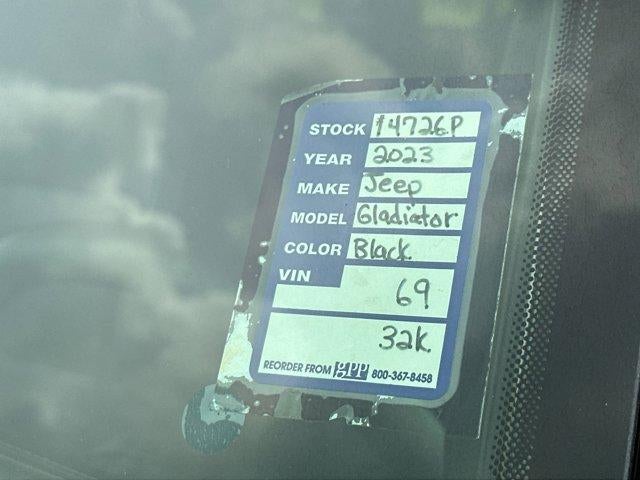 STOCK 14726P
YEAR 2023
MAKE Jeep
MODEL Gladiator
COLOR Black
VIN
69
32K
REORDER FROM gpp 800-367-8458